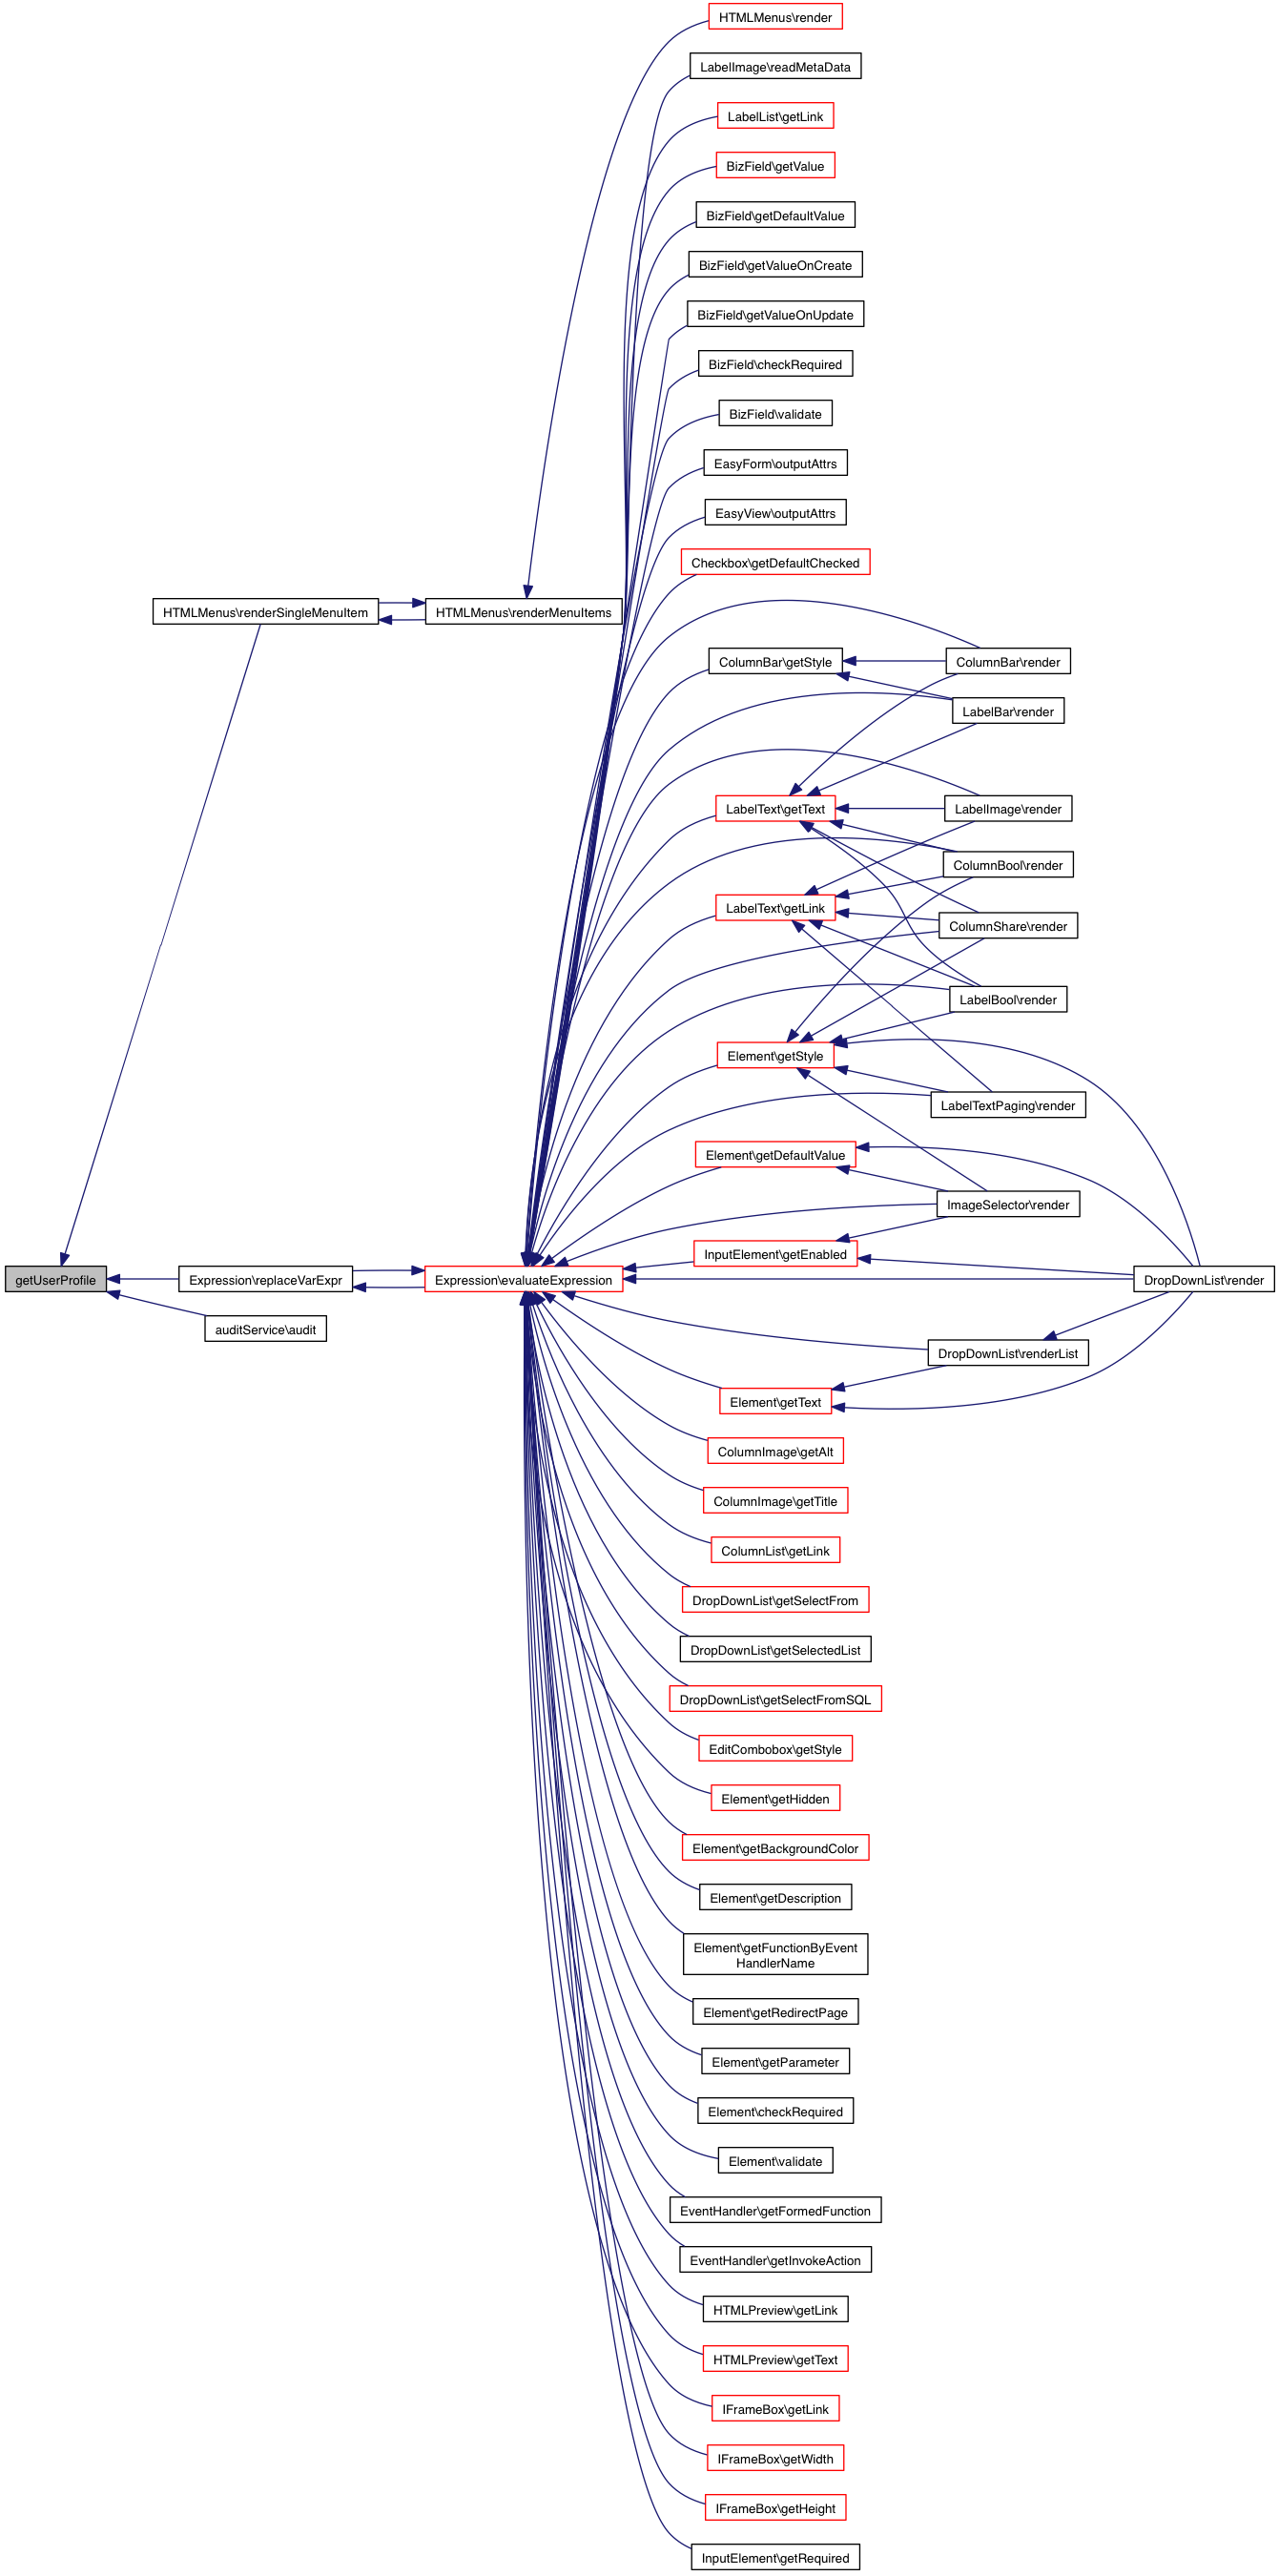 HTMLMenus\render
LabelImage\readMetaData
LabelList\getLink
BizField\getValue
BizField\getDefaultValue
BizField\getValueOnCreate
BizField\getValueOnUpdate
BizField\checkRequired
BizField\validate
EasyForm\outputAttrs
EasyView\outputAttrs
Checkbox\getDefaultChecked
HTMLMenus\renderSingleMenuItem
HTMLMenus\renderMenuItems
ColumnBar\getStyle
ColumnBar\render
LabelBar\render
LabelText\getText
LabelImage\render
ColumnBool\render
LabelText\getLink
ColumnShare\render
LabelBool\render
Element\getStyle
LabelTextPaging\render
Element\getDefaultValue
ImageSelector\render
InputElement\getEnabled
getUserProfile
Expression\replaceVarExpr
Expression\evaluateExpression
DropDownList\render
auditService\audit
DropDownList\renderList
Element\getText
ColumnImage\getAlt
ColumnImage\getTitle
ColumnList\getLink
DropDownList\getSelectFrom
DropDownList\getSelectedList
DropDownList\getSelectFromSQL
EditCombobox\getStyle
Element\getHidden
Element\getBackgroundColor
Element\getDescription
Element\getFunctionByEvent
HandlerName
Element\getRedirectPage
Element\getParameter
Element\checkRequired
Element\validate
EventHandler\getFormedFunction
EventHandler\getInvokeAction
HTMLPreview\getLink
HTMLPreview\getText
IFrameBox\getLink
IFrameBox\getWidth
IFrameBox\getHeight
InputElement\getRequired